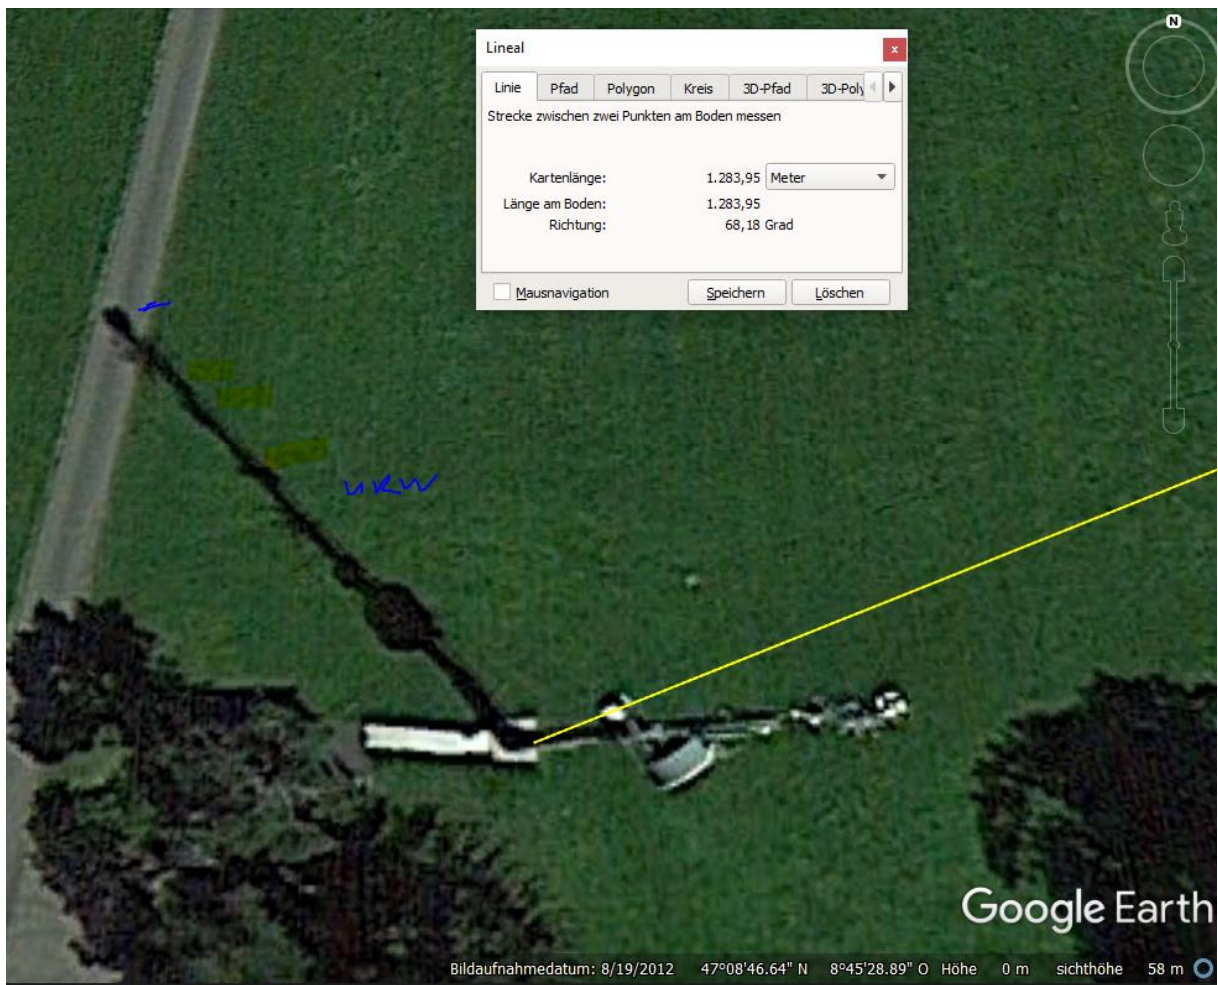 N
Lineal
x
Linie Pfad Polygon Kreis 3D-Pfad 3D-Poly
Strecke zwischen zwei Punkten am Boden messen
Kartenlänge: 1.283,95 Meter
Länge am Boden: 1.283,95
Richtung: 68,18 Grad
Mausnavigation Speichern Löschen
UKW
Google Earth
Bildaufnahmedatum: 8/19/2012 47°08'46.64" N 8°45'28.89" O Höhe 0 m sichthöhe 58 m